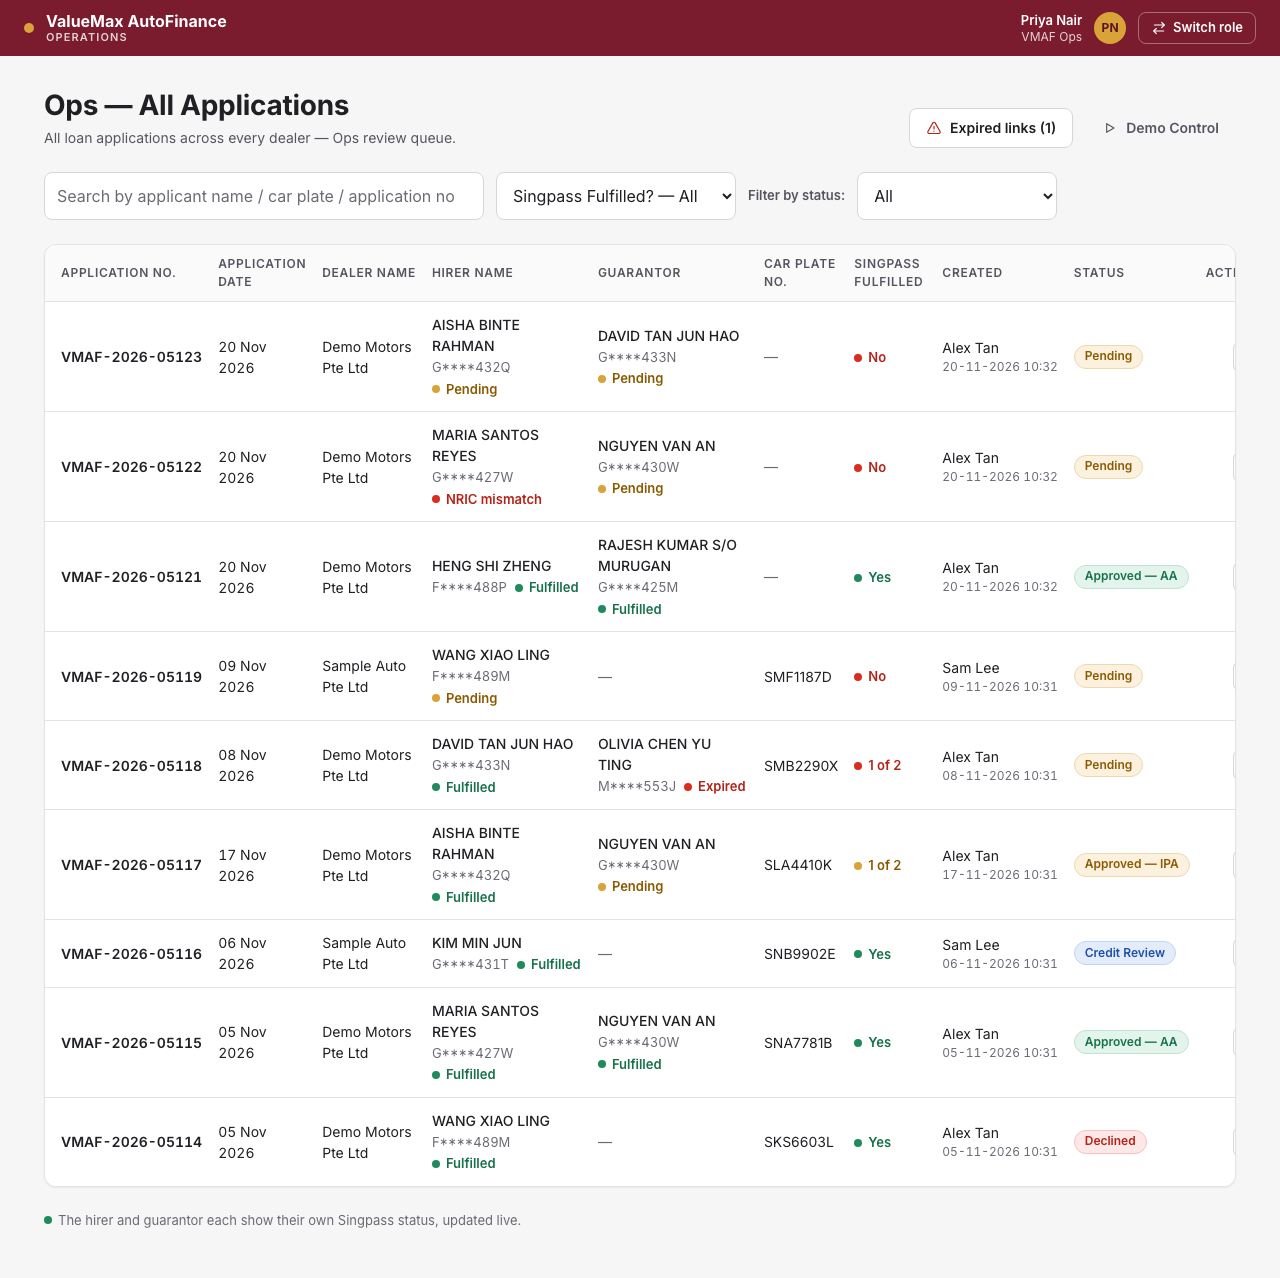 ValueMax AutoFinance
OPERATIONS
Priya Nair
VMAF Ops
PN
Switch role
Ops — All Applications
All loan applications across every dealer — Ops review queue.
Expired links (1)
Demo Control
Search by applicant name / car plate / application no
Singpass Fulfilled? — All
Filter by status:
All
APPLICATION NO.
APPLICATION
DATE
DEALER NAME
HIRER NAME
GUARANTOR
CAR PLATE
NO.
SINGPASS
FULFILLED
CREATED
STATUS
VMAF-2026-05123
20 Nov
2026
Demo Motors
Pte Ltd
AISHA BINTE
RAHMAN
G****432Q
Pending
DAVID TAN JUN HAO
G****433N
Pending
—
No
Alex Tan
20-11-2026 10:32
Pending
VMAF-2026-05122
20 Nov
2026
Demo Motors
Pte Ltd
MARIA SANTOS
REYES
G****427W
NRIC mismatch
NGUYEN VAN AN
G****430W
Pending
—
No
Alex Tan
20-11-2026 10:32
Pending
VMAF-2026-05121
20 Nov
2026
Demo Motors
Pte Ltd
HENG SHI ZHENG
F****488P Fulfilled
RAJESH KUMAR S/O
MURUGAN
G****425M
Fulfilled
—
Yes
Alex Tan
20-11-2026 10:32
Approved — AA
VMAF-2026-05119
09 Nov
2026
Sample Auto
Pte Ltd
WANG XIAO LING
F****489M
Pending
—
SMF1187D
No
Sam Lee
09-11-2026 10:31
Pending
VMAF-2026-05118
08 Nov
2026
Demo Motors
Pte Ltd
DAVID TAN JUN HAO
G****433N
Fulfilled
OLIVIA CHEN YU
TING
M****553J Expired
SMB2290X
1 of 2
Alex Tan
08-11-2026 10:31
Pending
VMAF-2026-05117
17 Nov
2026
Demo Motors
Pte Ltd
AISHA BINTE
RAHMAN
G****432Q
Fulfilled
NGUYEN VAN AN
G****430W
Pending
SLA4410K
1 of 2
Alex Tan
17-11-2026 10:31
Approved — IPA
VMAF-2026-05116
06 Nov
2026
Sample Auto
Pte Ltd
KIM MIN JUN
G****431T Fulfilled
—
SNB9902E
Yes
Sam Lee
06-11-2026 10:31
Credit Review
VMAF-2026-05115
05 Nov
2026
Demo Motors
Pte Ltd
MARIA SANTOS
REYES
G****427W
Fulfilled
NGUYEN VAN AN
G****430W
Fulfilled
SNA7781B
Yes
Alex Tan
05-11-2026 10:31
Approved — AA
VMAF-2026-05114
05 Nov
2026
Demo Motors
Pte Ltd
WANG XIAO LING
F****489M
Fulfilled
—
SKS6603L
Yes
Alex Tan
05-11-2026 10:31
Declined
The hirer and guarantor each show their own Singpass status, updated live.